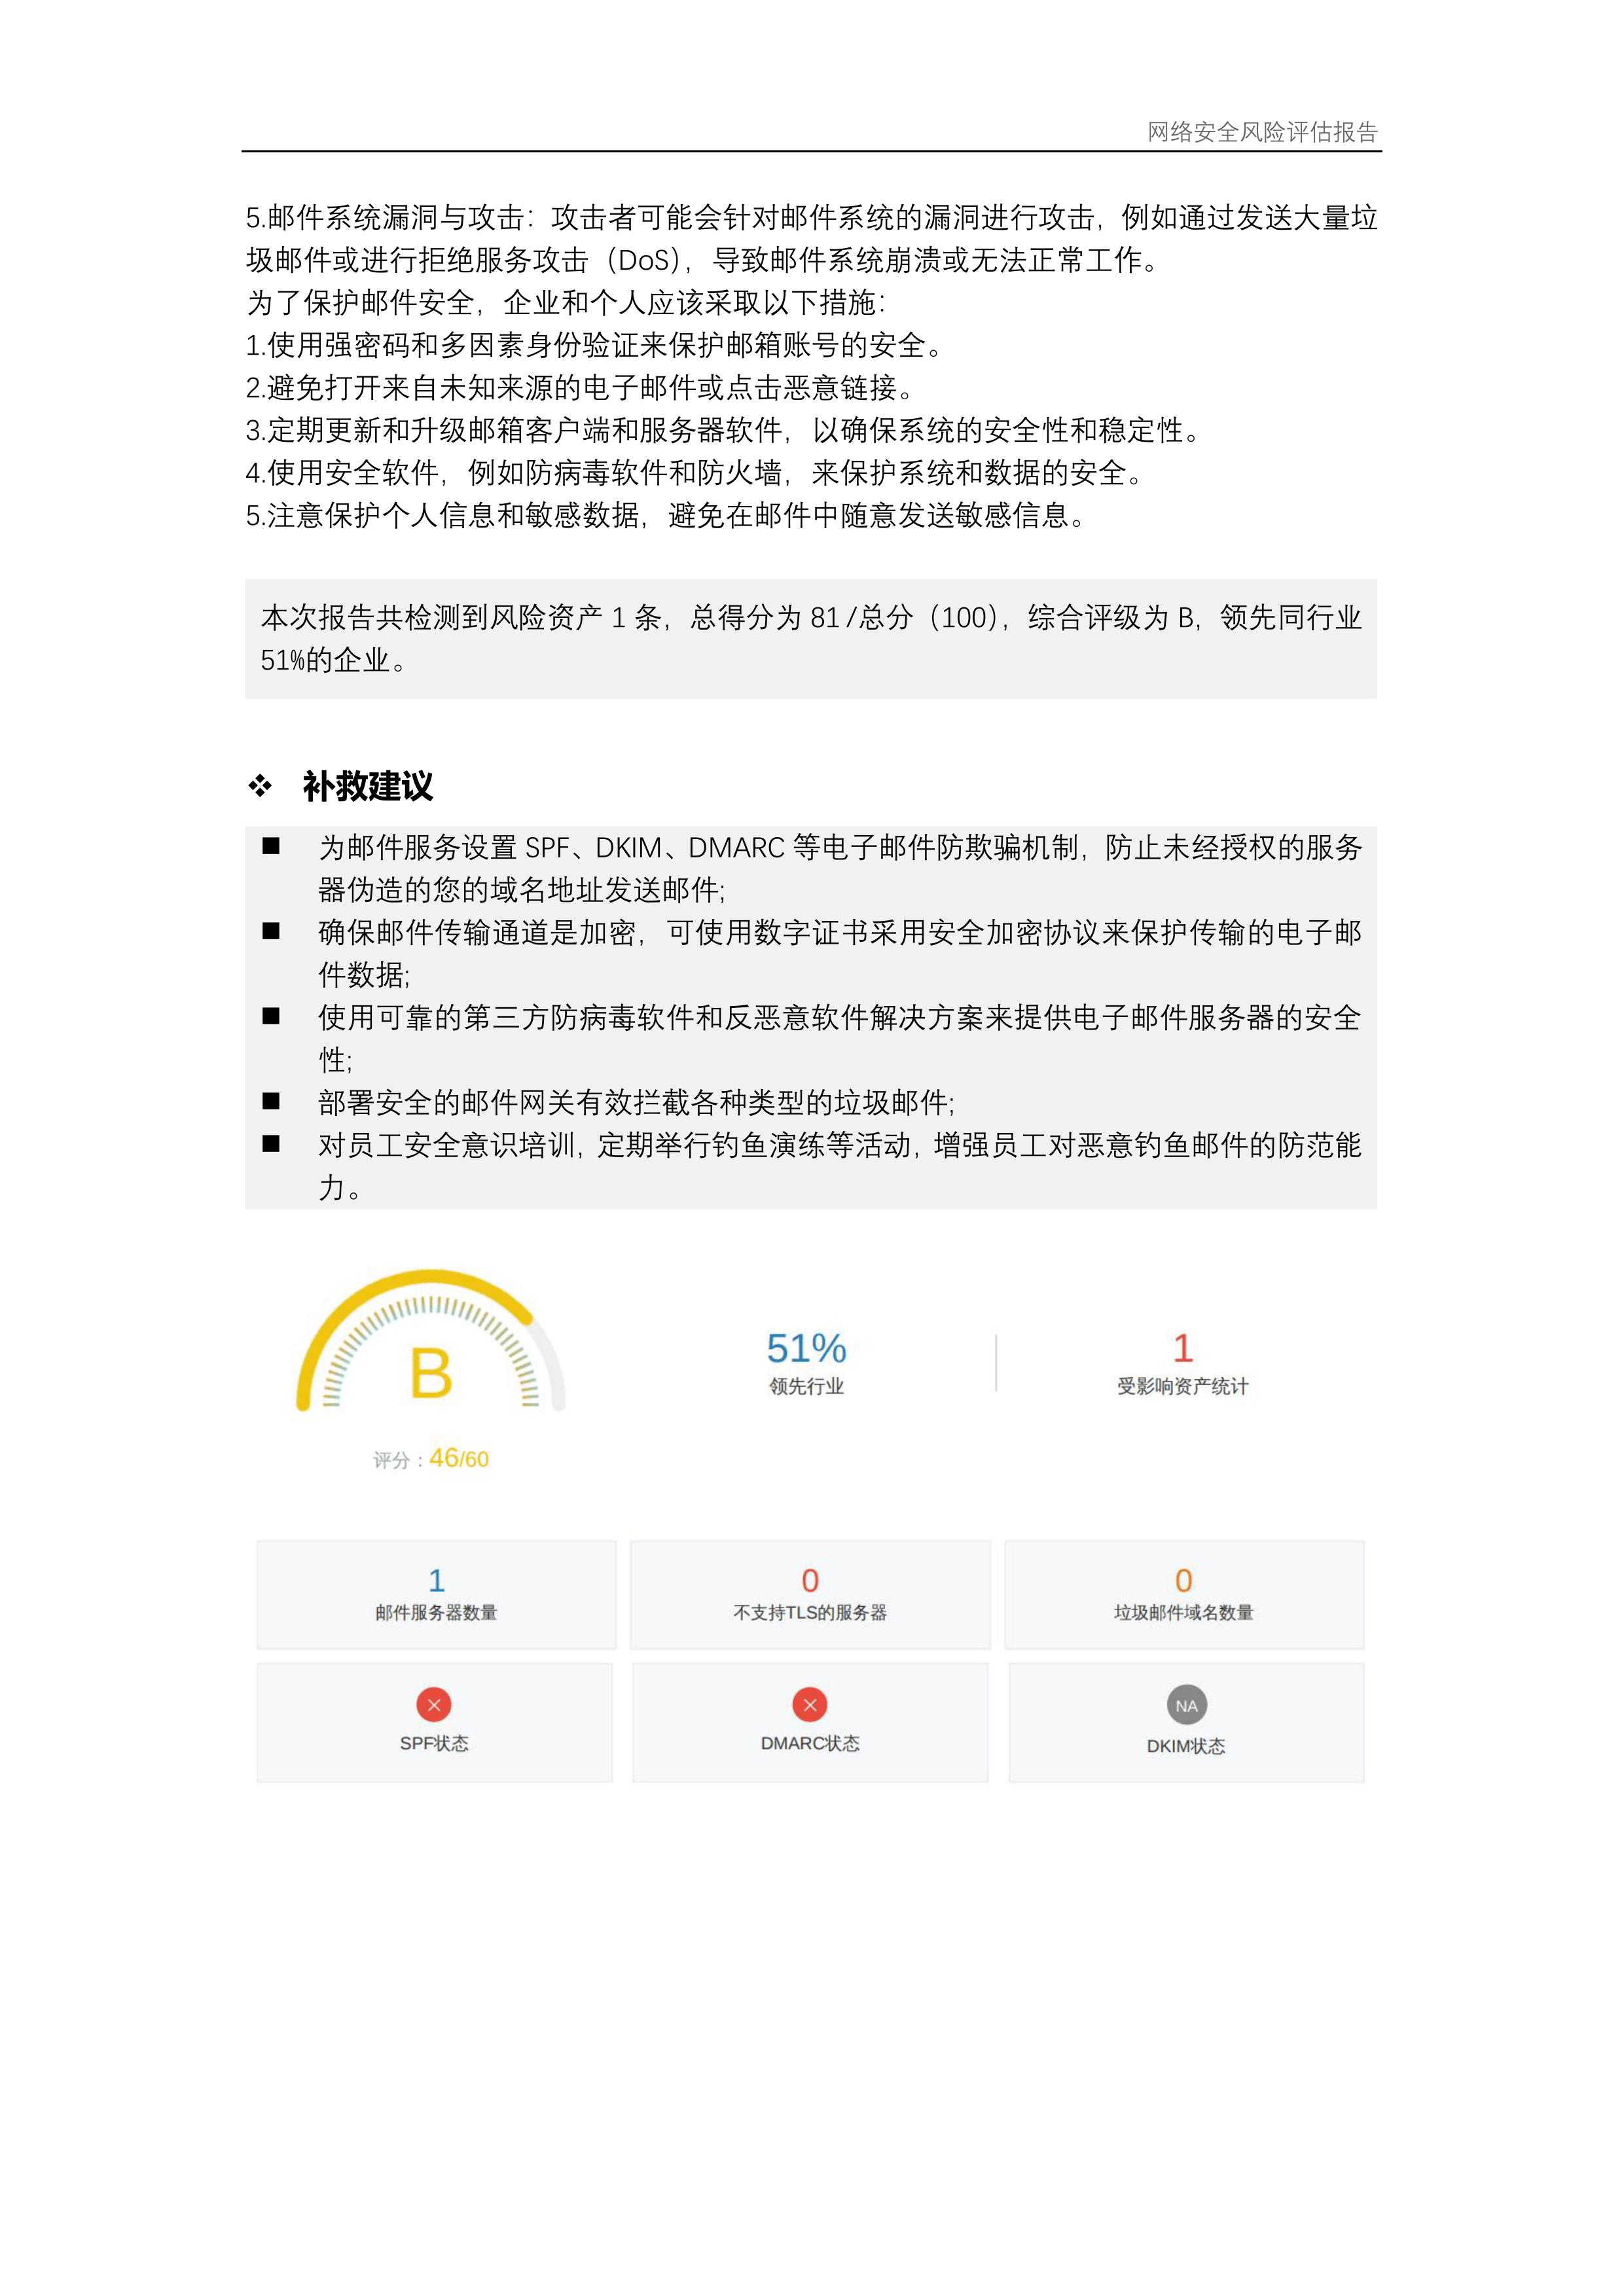 网络安全风险评估报告
5.邮件系统漏洞与攻击：攻击者可能会针对邮件系统的漏洞进行攻击，例如通过发送大量垃
圾邮件或进行拒绝服务攻击（DoS），导致邮件系统崩溃或无法正常工作。
为了保护邮件安全，企业和个人应该采取以下措施：
1.使用强密码和多因素身份验证来保护邮箱账号的安全。
2.避免打开来自未知来源的电子邮件或点击恶意链接。
3.定期更新和升级邮箱客户端和服务器软件，以确保系统的安全性和稳定性。
4.使用安全软件，例如防病毒软件和防火墙，来保护系统和数据的安全。
5.注意保护个人信息和敏感数据，避免在邮件中随意发送敏感信息。
本次报告共检测到风险资产 1 条，总得分为 81 /总分（100），综合评级为 B，领先同行业
51%的企业。
❖ 补救建议
■ 为邮件服务设置 SPF、DKIM、DMARC 等电子邮件防欺骗机制，防止未经授权的服务
器伪造的您的域名地址发送邮件;
■ 确保邮件传输通道是加密，可使用数字证书采用安全加密协议来保护传输的电子邮
件数据;
■ 使用可靠的第三方防病毒软件和反恶意软件解决方案来提供电子邮件服务器的安全
性;
■ 部署安全的邮件网关有效拦截各种类型的垃圾邮件;
■ 对员工安全意识培训,定期举行钓鱼演练等活动,增强员工对恶意钓鱼邮件的防范能
力。
B
评分：46/60
51%
领先行业
1
受影响资产统计
1
邮件服务器数量
0
不支持TLS的服务器
0
垃圾邮件域名数量
SPF状态
DMARC状态
NA
DKIM状态